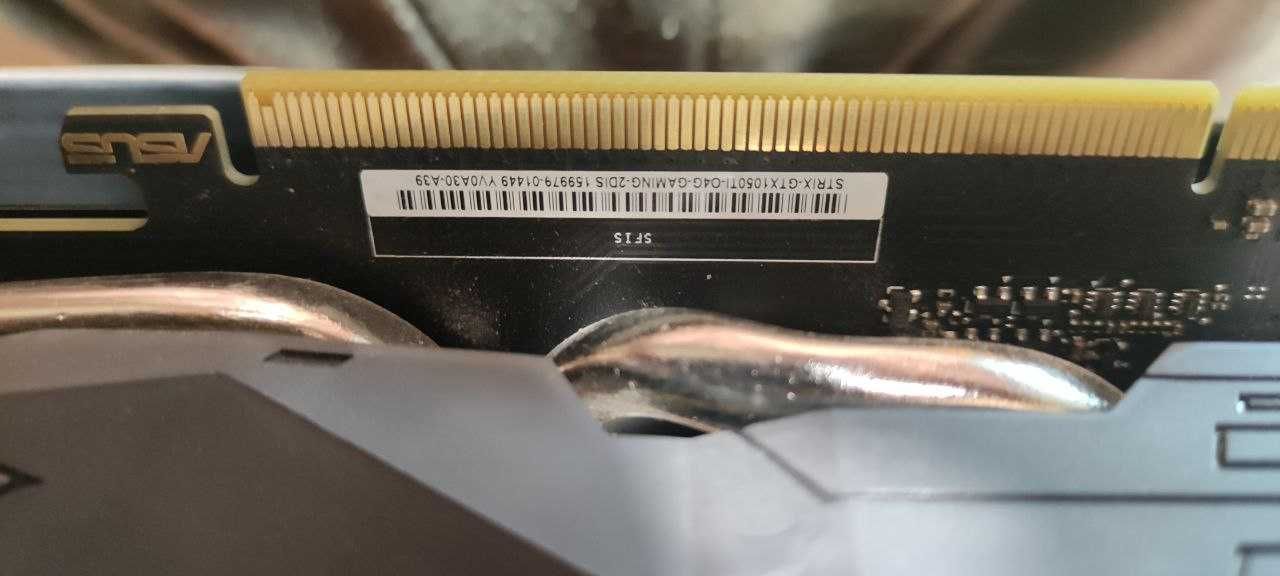 STRIX-GTX1050TI-O4G-GAMING-2DIS 159979-01449 YV0A30-A39
SFIS
ASUS